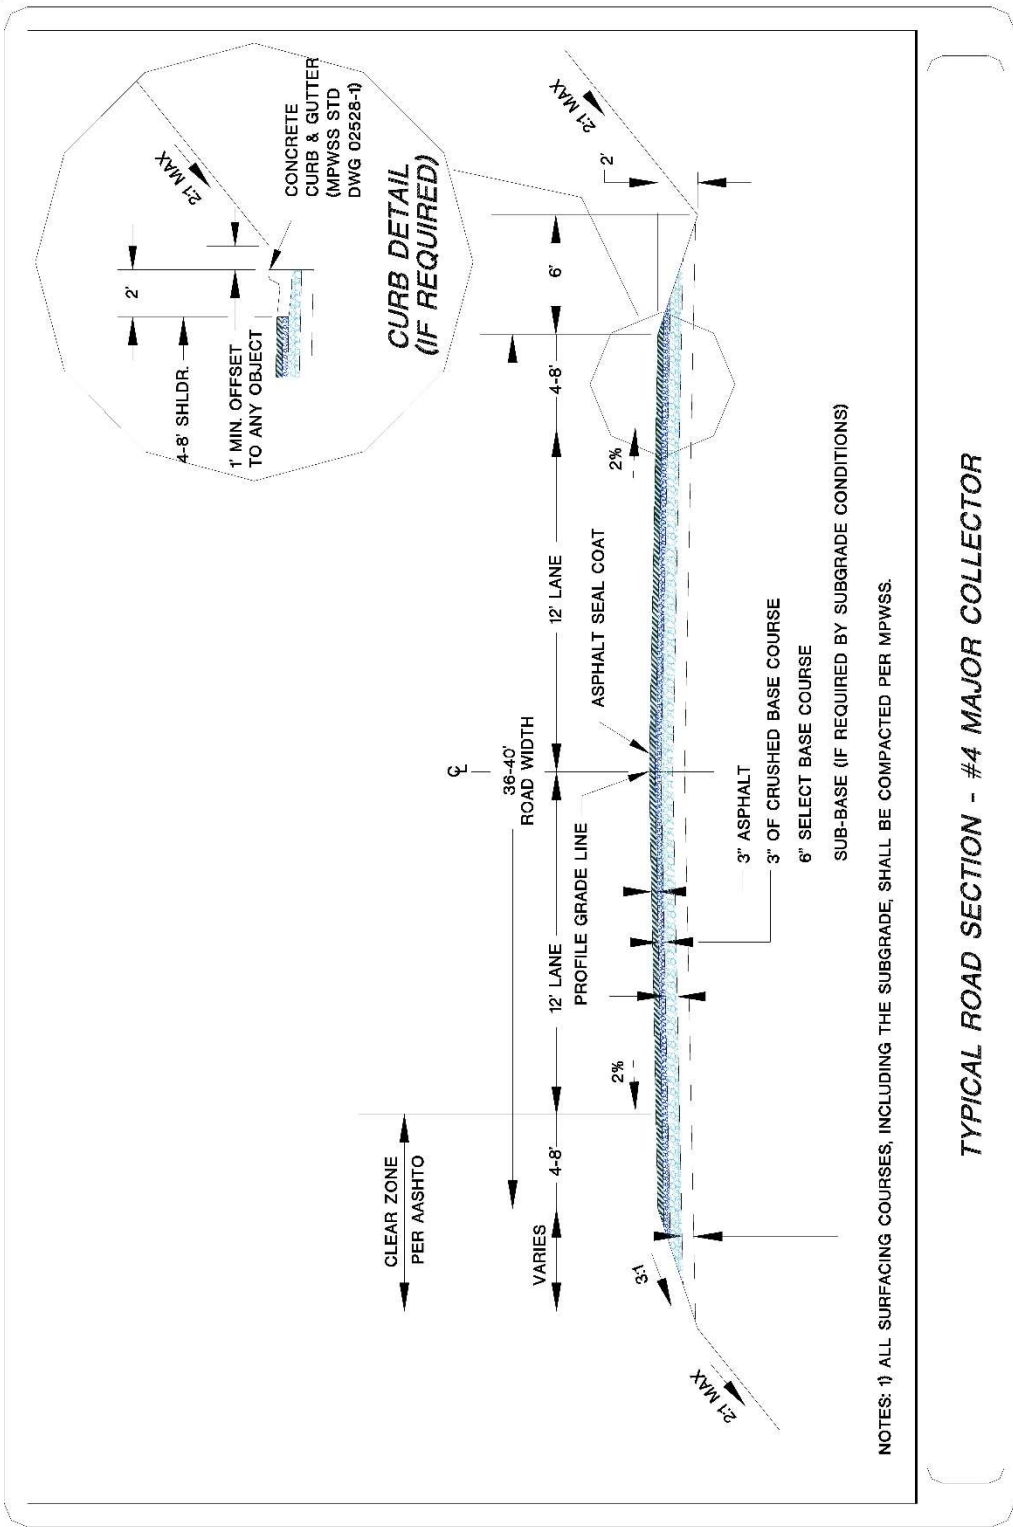 CLEAR ZONE
PER AASHTO
VARIES
4-8'
12' LANE
PROFILE GRADE LINE
℄
36-40'
ROAD WIDTH
12' LANE
ASPHALT SEAL COAT
4-8'
6'
2'
2:1 MAX
2:1 MAX
3:1
2%
2%
2:1 MAX
2'
4-8' SHLDR.
1' MIN. OFFSET
TO ANY OBJECT
CONCRETE
CURB & GUTTER
(MPWSS STD
DWG 02528-1)
CURB DETAIL
(IF REQUIRED)
3" ASPHALT
3" OF CRUSHED BASE COURSE
6" SELECT BASE COURSE
SUB-BASE (IF REQUIRED BY SUBGRADE CONDITIONS)
NOTES: 1) ALL SURFACING COURSES, INCLUDING THE SUBGRADE, SHALL BE COMPACTED PER MPWSS.
TYPICAL ROAD SECTION - #4 MAJOR COLLECTOR